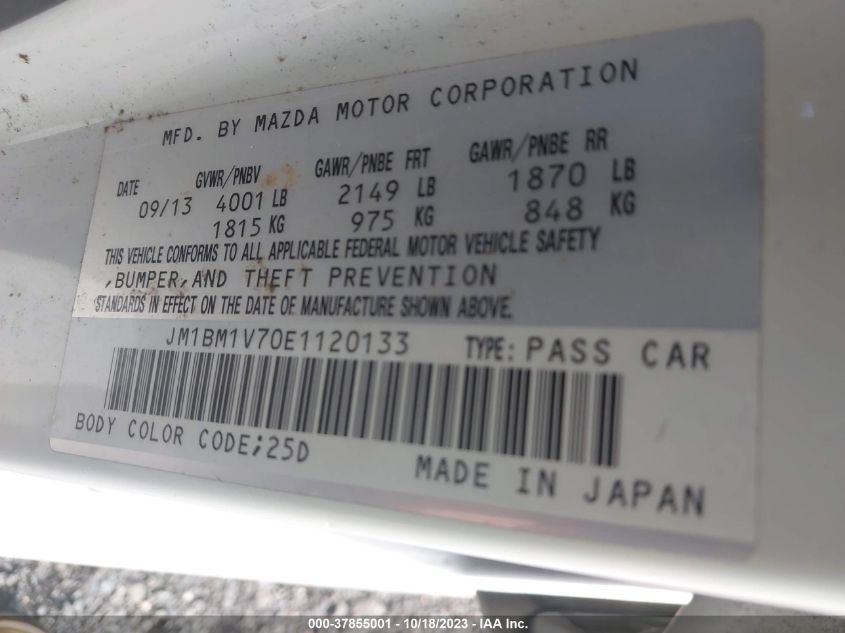 MFD. BY MAZDA MOTOR CORPORATION
DATE GVWR/PNBV GAWR/PNBE FRT GAWR/PNBE RR
09/13 4001 LB 2149 LB 1870 LB
1815 KG 975 KG 848 KG
THIS VEHICLE CONFORMS TO ALL APPLICABLE FEDERAL MOTOR VEHICLE SAFETY
,BUMPER,AND THEFT PREVENTION
STANDARDS IN EFFECT ON THE DATE OF MANUFACTURE SHOWN ABOVE.
JM1BM1V70E1120133 TYPE: PASS CAR
BODY COLOR CODE;25D
MADE IN JAPAN
000-37855001 - 10/18/2023 - IAA Inc.